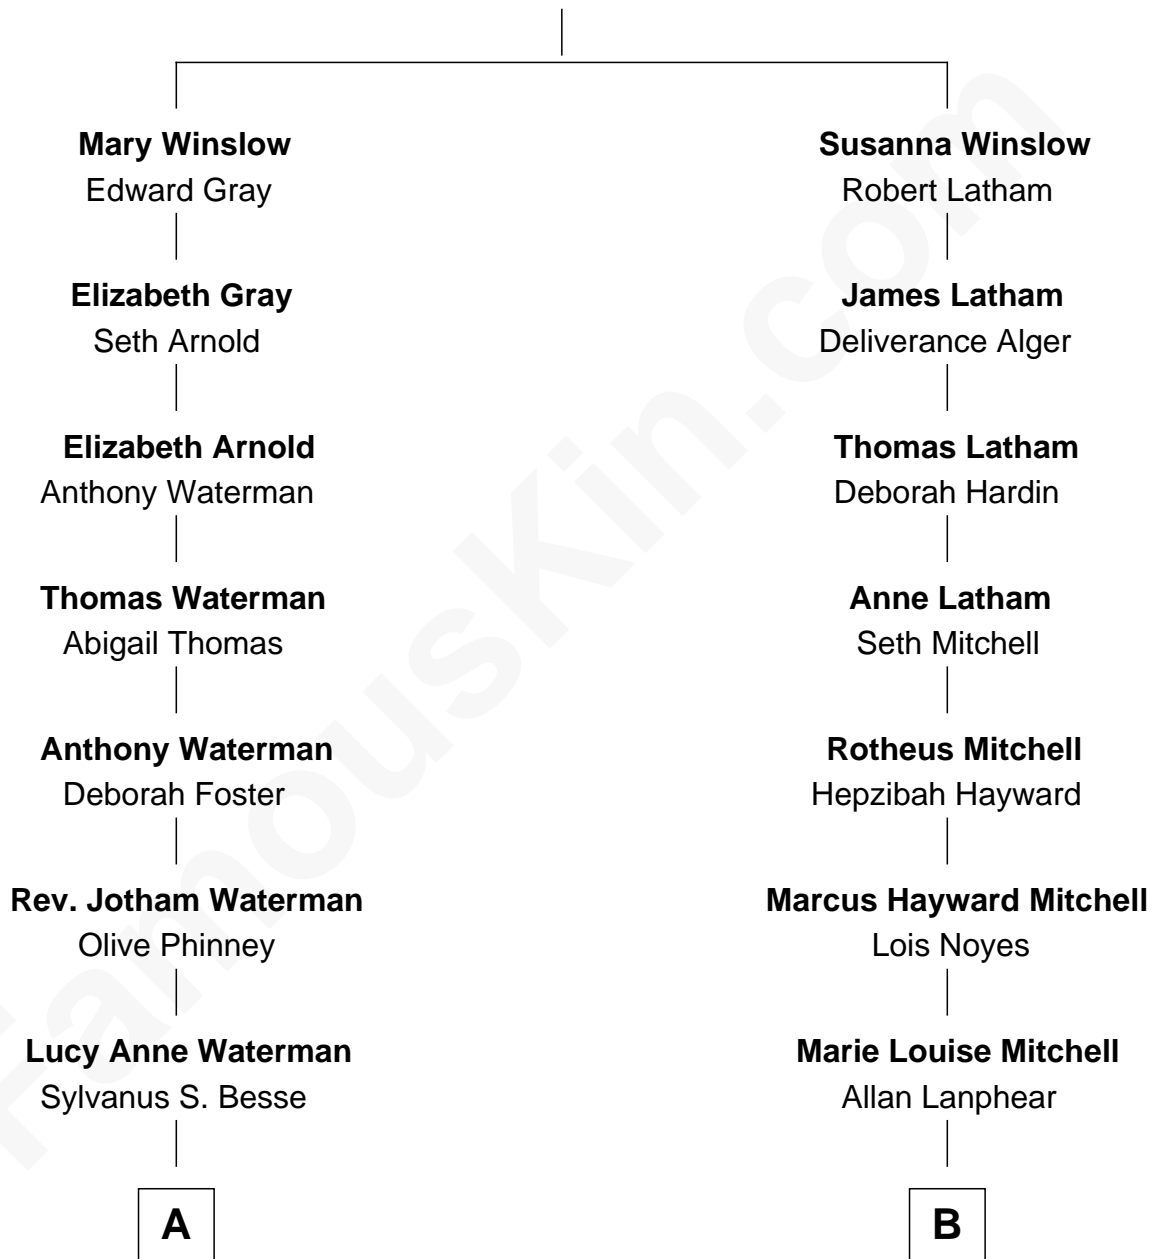 Mary Winslow
Edward Gray
Susanna Winslow
Robert Latham
Elizabeth Gray
Seth Arnold
James Latham
Deliverance Alger
Elizabeth Arnold
Anthony Waterman
Thomas Latham
Deborah Hardin
Thomas Waterman
Abigail Thomas
Anne Latham
Seth Mitchell
Anthony Waterman
Deborah Foster
Rotheus Mitchell
Hepzibah Hayward
Rev. Jotham Waterman
Olive Phinney
Marcus Hayward Mitchell
Lois Noyes
Lucy Anne Waterman
Sylvanus S. Besse
Marie Louise Mitchell
Allan Lanphear
A
B
FamousKin.com